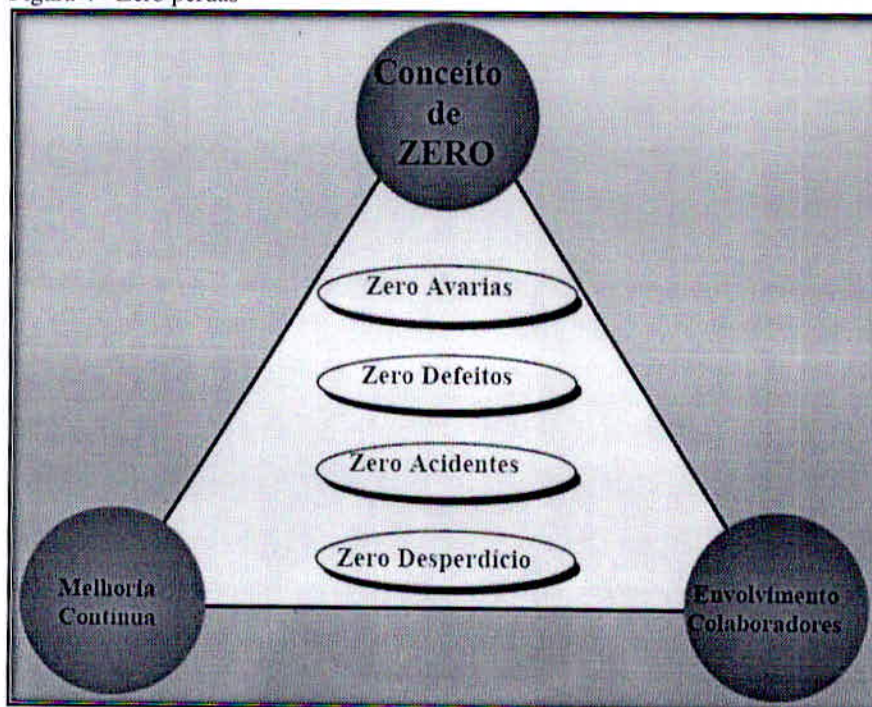 Zero perdas
Conceito
de
ZERO
Zero Avarias
Zero Defeitos
Zero Acidentes
Zero Desperdício
Melhoria
Contínua
Envolvimento
Colaboradores